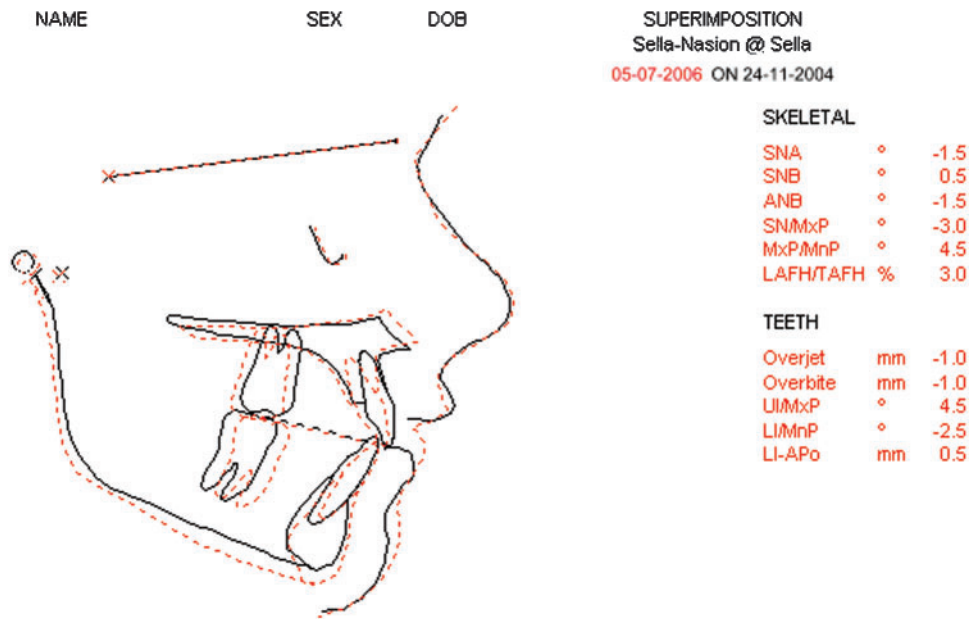 NAME SEX DOB SUPERIMPOSITION
Sella-Nasion @ Sella
05-07-2006 ON 24-11-2004
SKELETAL
SNA ° -1.5
SNB ° 0.5
ANB ° -1.5
SN/MxP ° -3.0
MxP/MnP ° 4.5
LAFH/TAFH % 3.0
TEETH
Overjet mm -1.0
Overbite mm -1.0
UI/MxP ° 4.5
LI/MnP ° -2.5
LI-APo mm 0.5